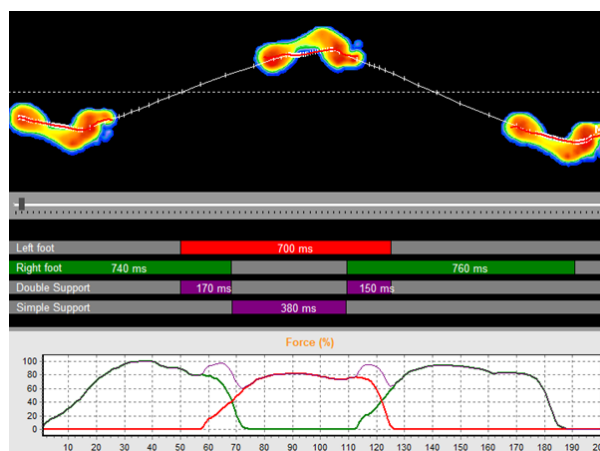 Left foot 700 ms
Right foot 740 ms 760 ms
Double Support 170 ms 150 ms
Simple Support 380 ms
Force (%)
100
80
60
40
20
0
10 20 30 40 50 60 70 80 90 100 110 120 130 140 150 160 170 180 190